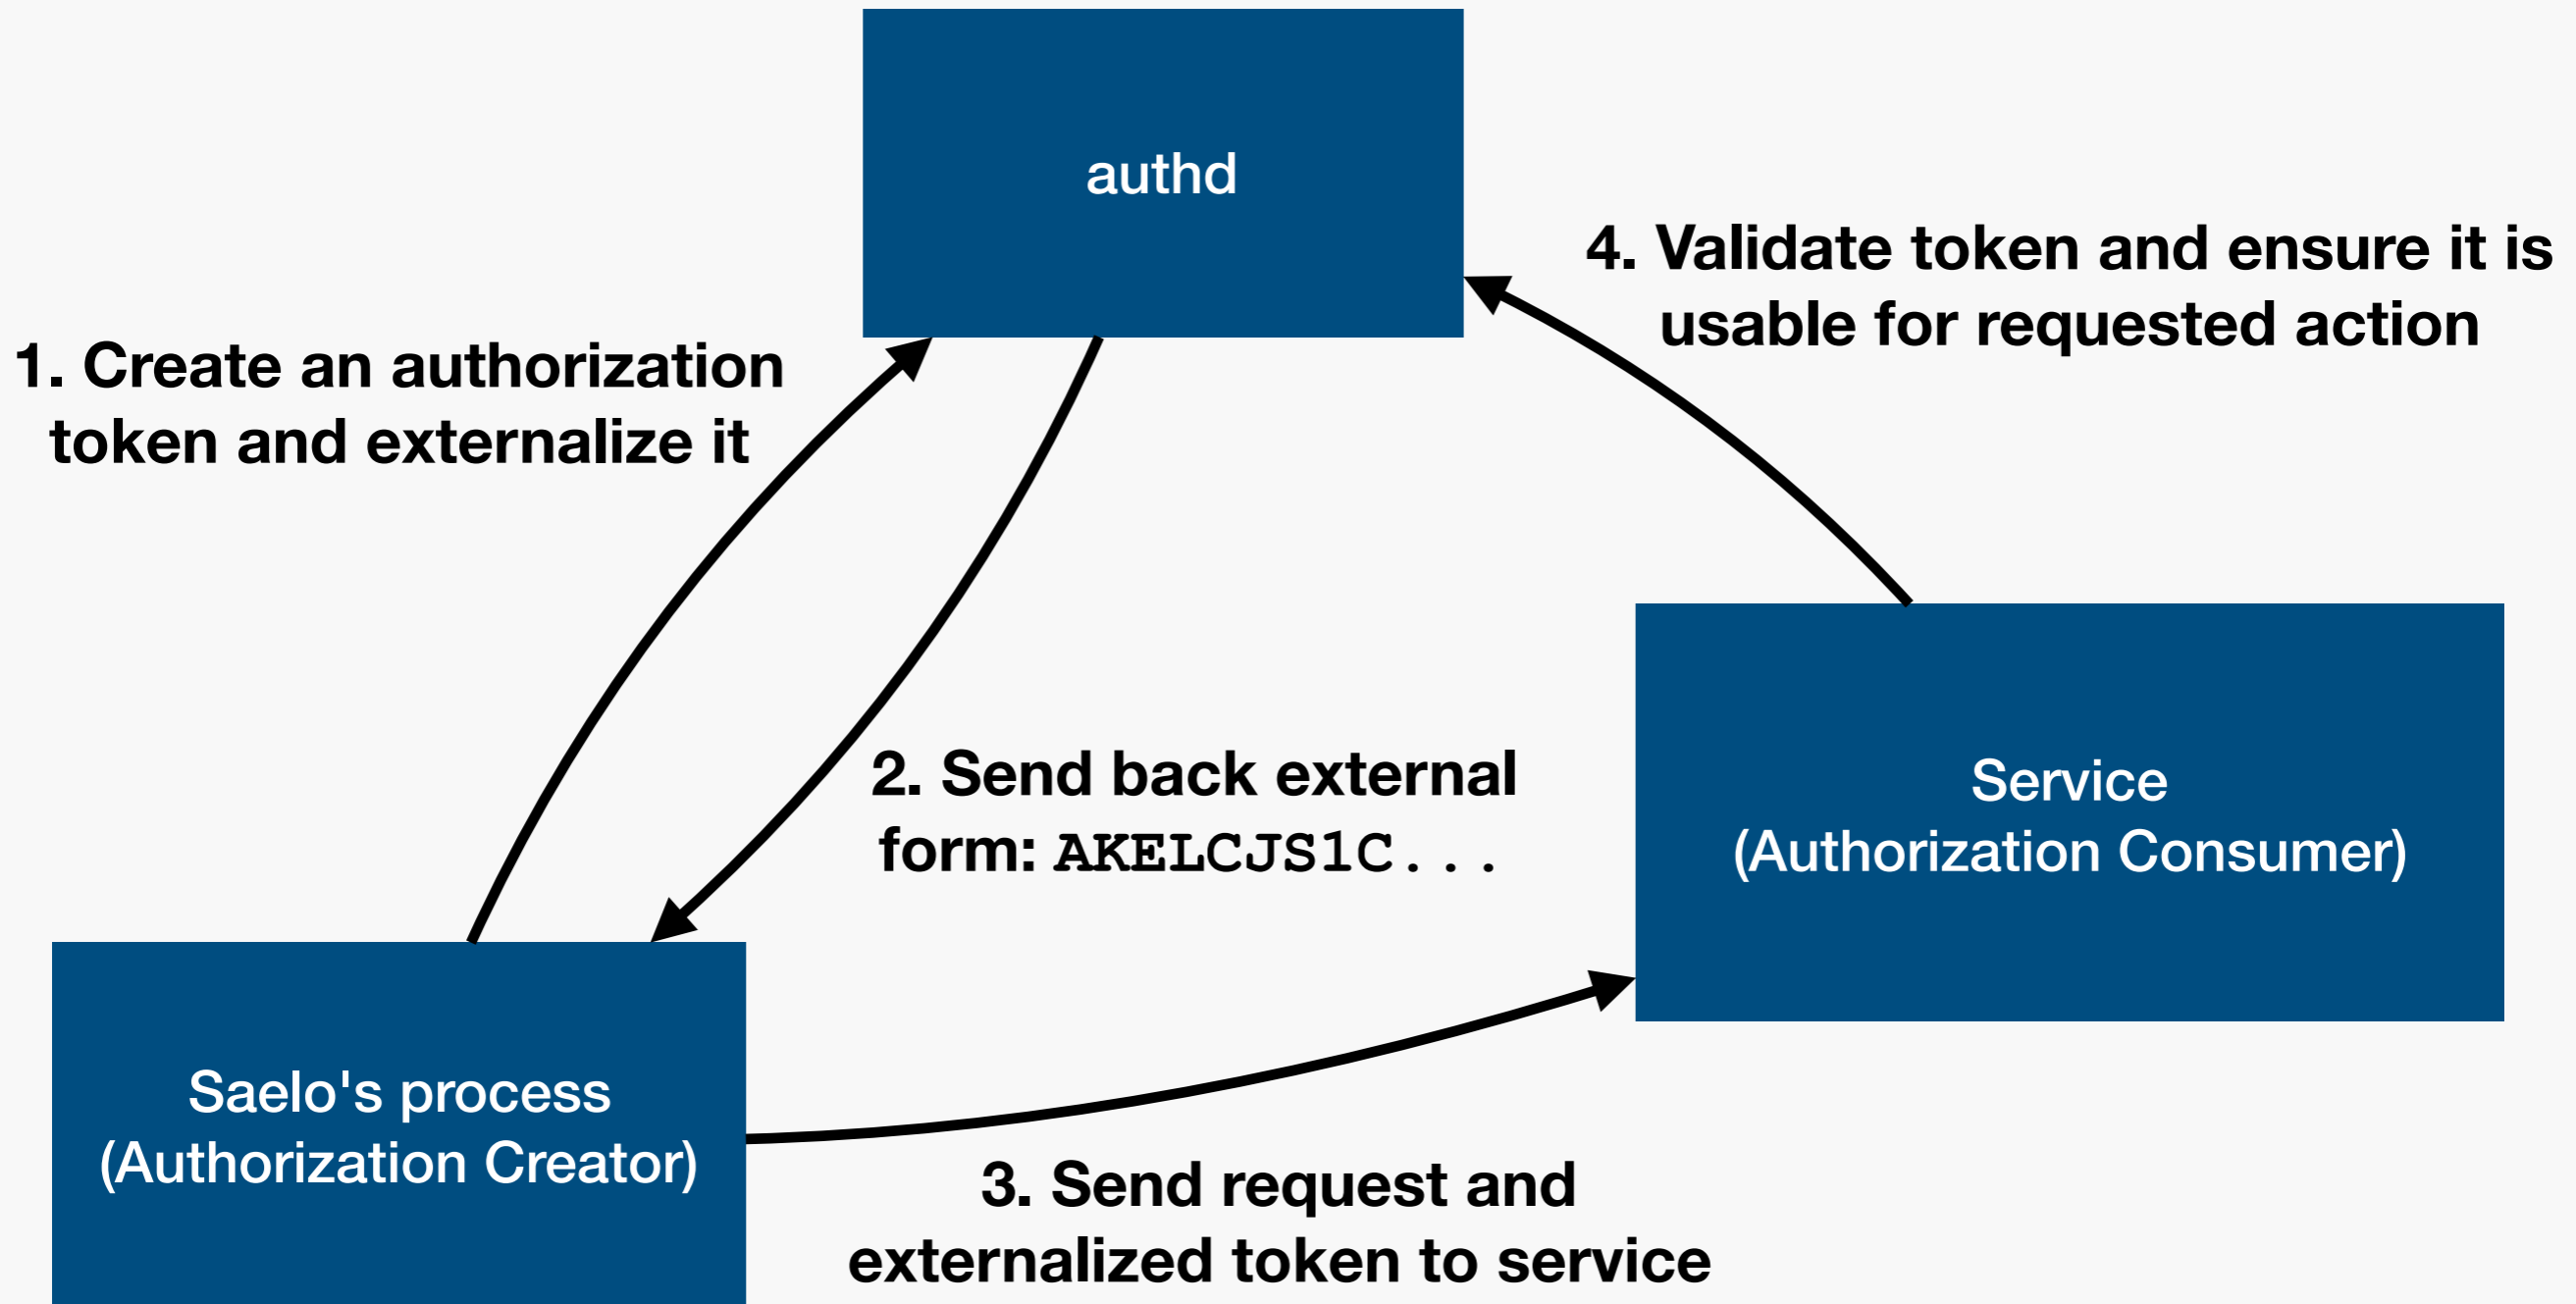 authd
4. Validate token and ensure it is
usable for requested action
1. Create an authorization
token and externalize it
2. Send back external
form: AKELCJS1C...
Service
(Authorization Consumer)
Saelo's process
(Authorization Creator)
3. Send request and
externalized token to service